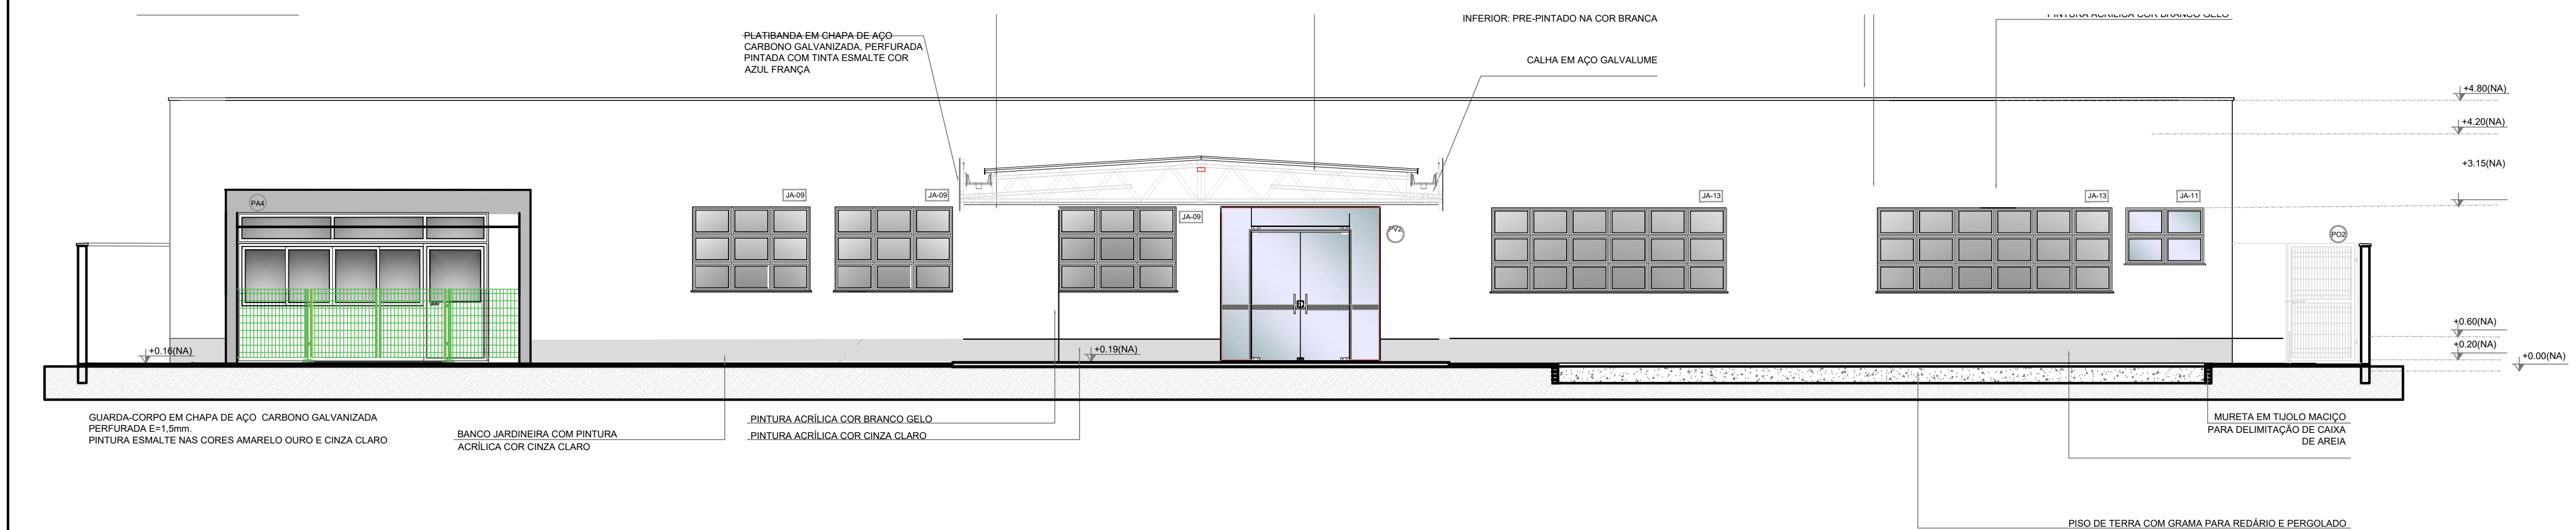 INFERIOR: PRE-PINTADO NA COR BRANCA
PINTURA ACRÍLICA COR BRANCO GELO
PLATIBANDA EM CHAPA DE AÇO
CARBONO GALVANIZADA, PERFURADA
PINTADA COM TINTA ESMALTE COR
AZUL FRANÇA
CALHA EM AÇO GALVALUME
+4.80(NA)
+4.20(NA)
+3.15(NA)
PA4
JA-09
JA-09
JA-09
JA-13
JA-13
JA-11
PV2
PO2
+0.60(NA)
+0.20(NA)
+0.00(NA)
+0.16(NA)
+0.19(NA)
GUARDA-CORPO EM CHAPA DE AÇO CARBONO GALVANIZADA
PERFURADA E=1,5mm.
PINTURA ESMALTE NAS CORES AMARELO OURO E CINZA CLARO
BANCO JARDINEIRA COM PINTURA
ACRÍLICA COR CINZA CLARO
PINTURA ACRÍLICA COR BRANCO GELO
PINTURA ACRÍLICA COR CINZA CLARO
MURETA EM TIJOLO MACIÇO
PARA DELIMITAÇÃO DE CAIXA
DE AREIA
PISO DE TERRA COM GRAMA PARA REDÁRIO E PERGOLADO